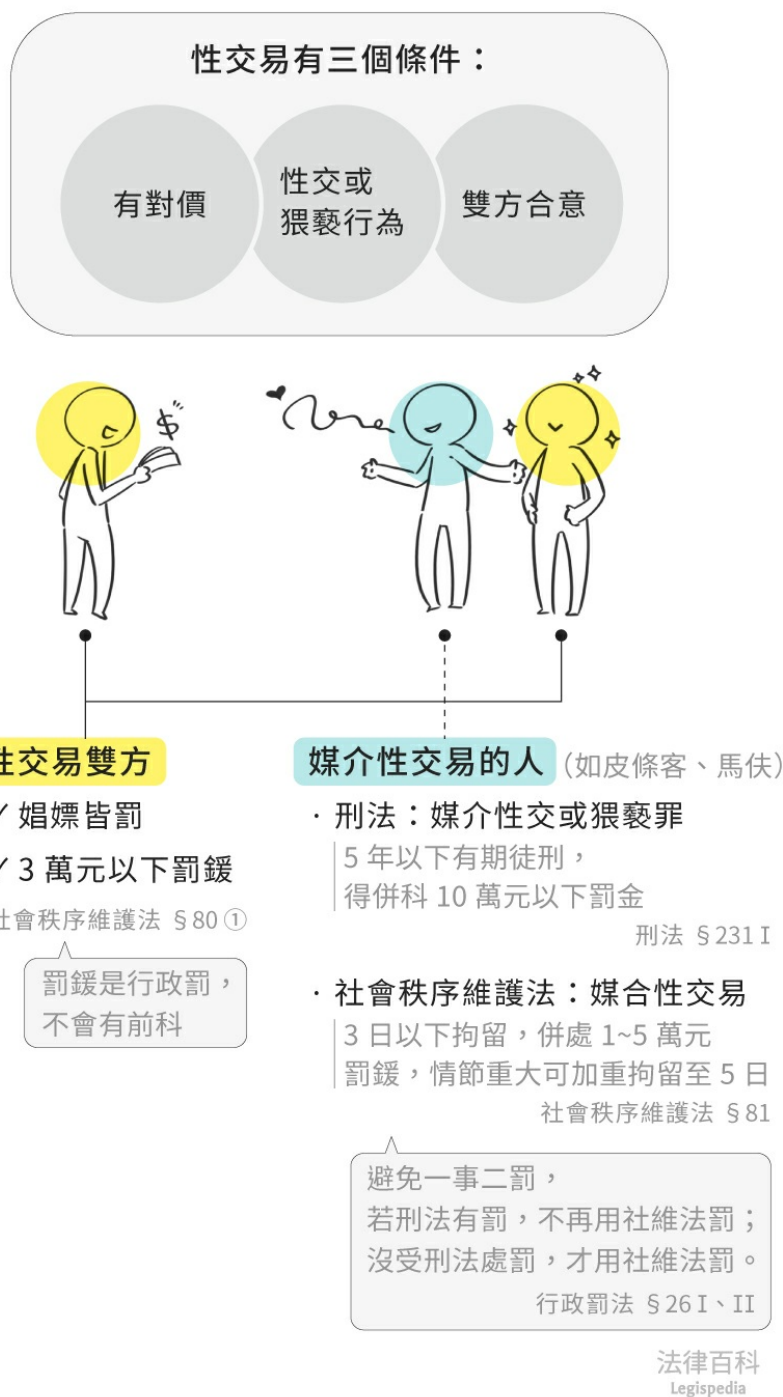 性交易有三個條件：
有對價
性交或
猥褻行為
雙方合意
$
性交易雙方
娼嫖皆罰
3 萬元以下罰鍰
社會秩序維護法 §80 ①
罰鍰是行政罰，
不會有前科
媒介性交易的人（如皮條客、馬伕）
· 刑法：媒介性交或猥褻罪
5 年以下有期徒刑，
得併科 10 萬元以下罰金
刑法 §231 I
· 社會秩序維護法：媒合性交易
3 日以下拘留，併處 1~5 萬元
罰鍰，情節重大可加重拘留至 5 日
社會秩序維護法 §81
避免一事二罰，
若刑法有罰，不再用社維法罰；
沒受刑法處罰，才用社維法罰。
行政罰法 §26 I、II
法律百科
Legispedia